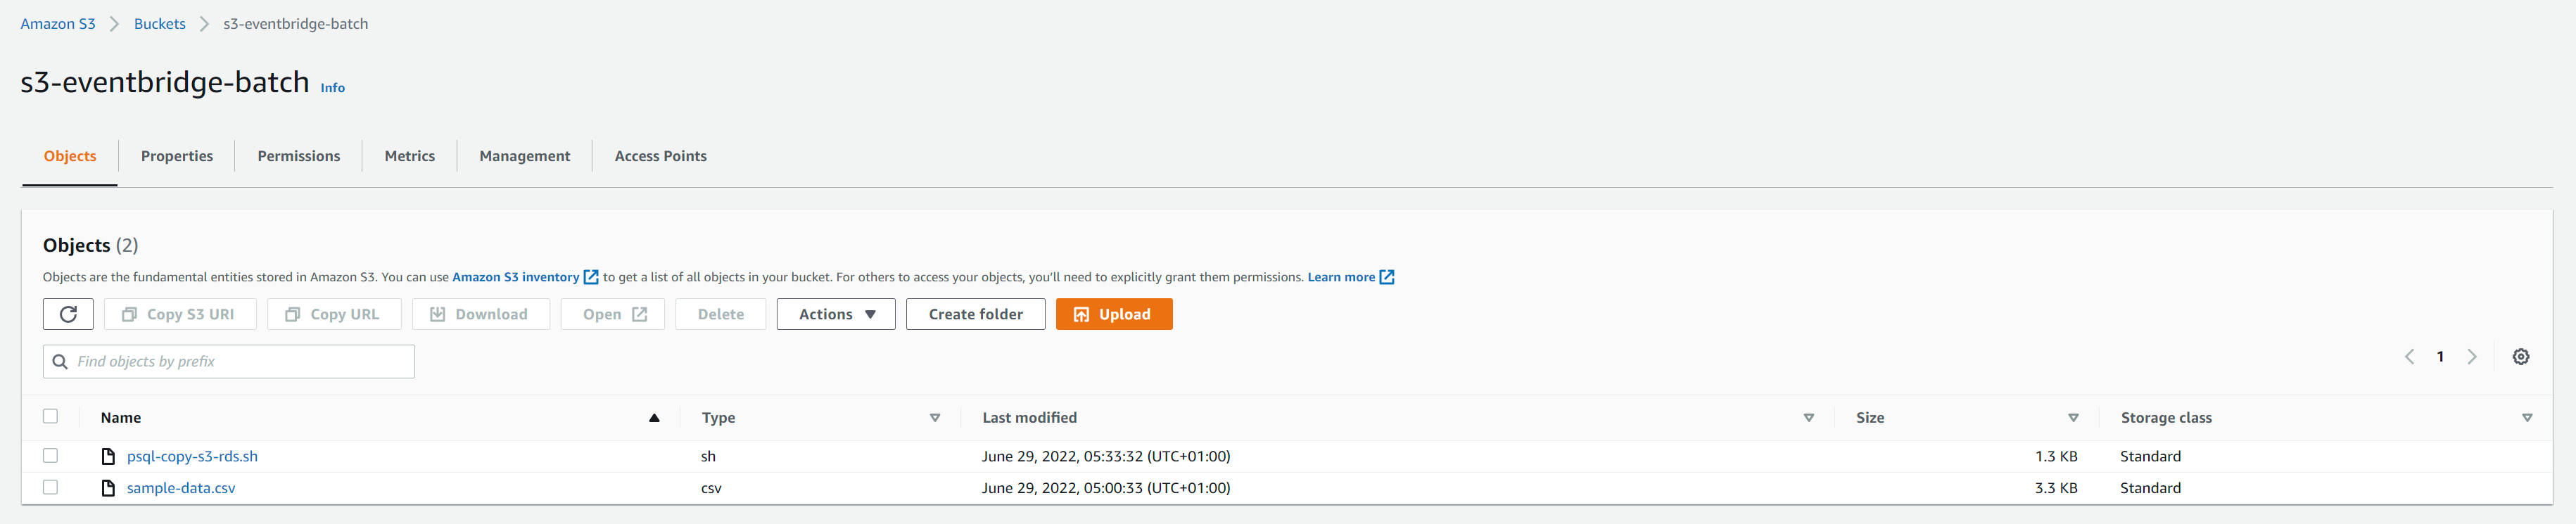 Amazon S3 > Buckets > s3-eventbridge-batch
s3-eventbridge-batch Info
Objects Properties Permissions Metrics Management Access Points
Objects (2)
Objects are the fundamental entities stored in Amazon S3. You can use Amazon S3 inventory to get a list of all objects in your bucket. For others to access your objects, you'll need to explicitly grant them permissions. Learn more
Copy S3 URI Copy URL Download Open Delete Actions Create folder Upload
Find objects by prefix
1
Name Type Last modified Size Storage class
psql-copy-s3-rds.sh sh June 29, 2022, 05:33:32 (UTC+01:00) 1.3 KB Standard
sample-data.csv csv June 29, 2022, 05:00:33 (UTC+01:00) 3.3 KB Standard